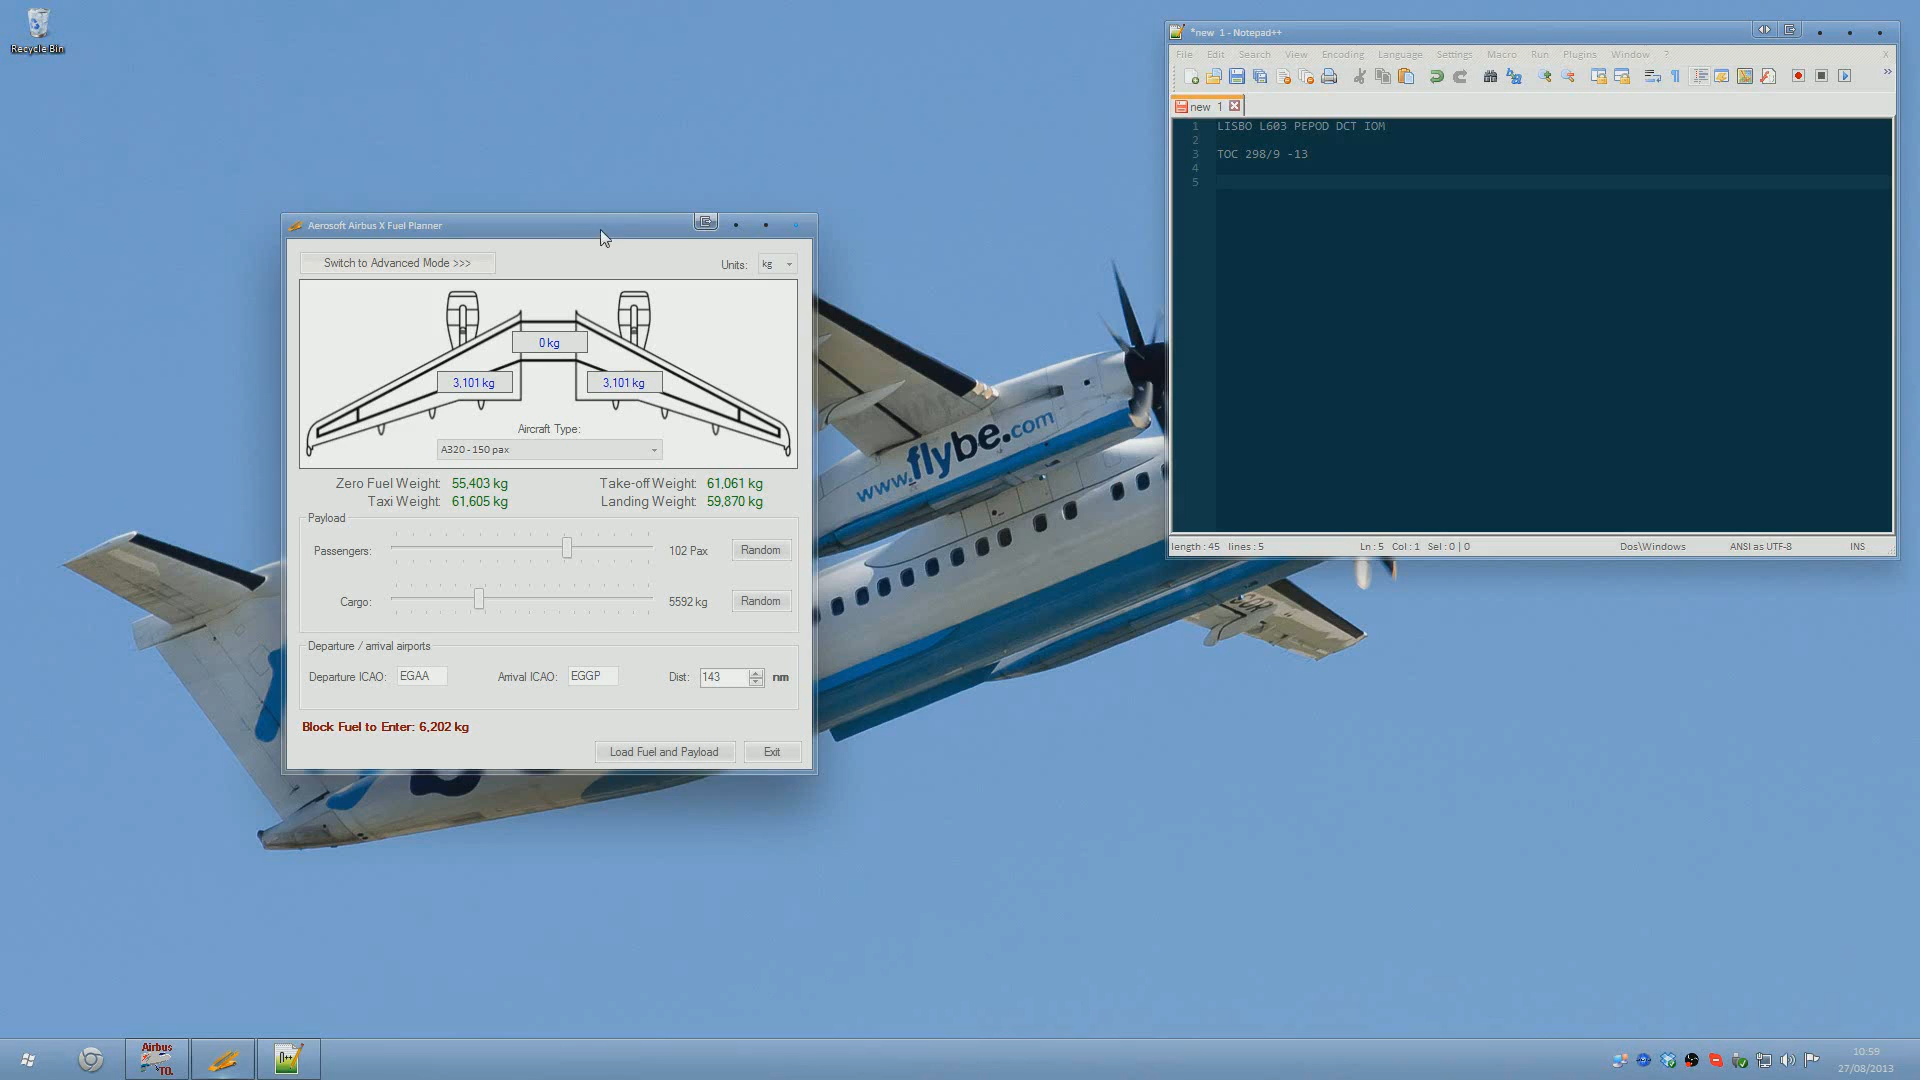 Recycle Bin
*new  1 - Notepad++
File Edit Search View Encoding Language Settings Macro Run Plugins Window ? X
new 1
1 LISBO L603 PEPOD DCT IOM
2
3 TOC 298/9 -13
4
5
length : 45 lines : 5 Ln : 5 Col : 1 Sel : 0 | 0 Dos\Windows ANSI as UTF-8 INS
Aerosoft Airbus X Fuel Planner
Switch to Advanced Mode >>> Units: kg
0 kg
3,101 kg 3,101 kg
Aircraft Type:
A320 - 150 pax
Zero Fuel Weight: 55,403 kg Take-off Weight: 61,061 kg
Taxi Weight: 61,605 kg Landing Weight: 59,870 kg
Payload
Passengers: 102 Pax Random
Cargo: 5592 kg Random
Departure / arrival airports
Departure ICAO: EGAA Arrival ICAO: EGGP Dist: 143 nm
Block Fuel to Enter: 6,202 kg
Load Fuel and Payload Exit
www.flybe.com
Airbus
TO.
n++
10:59
27/08/2013